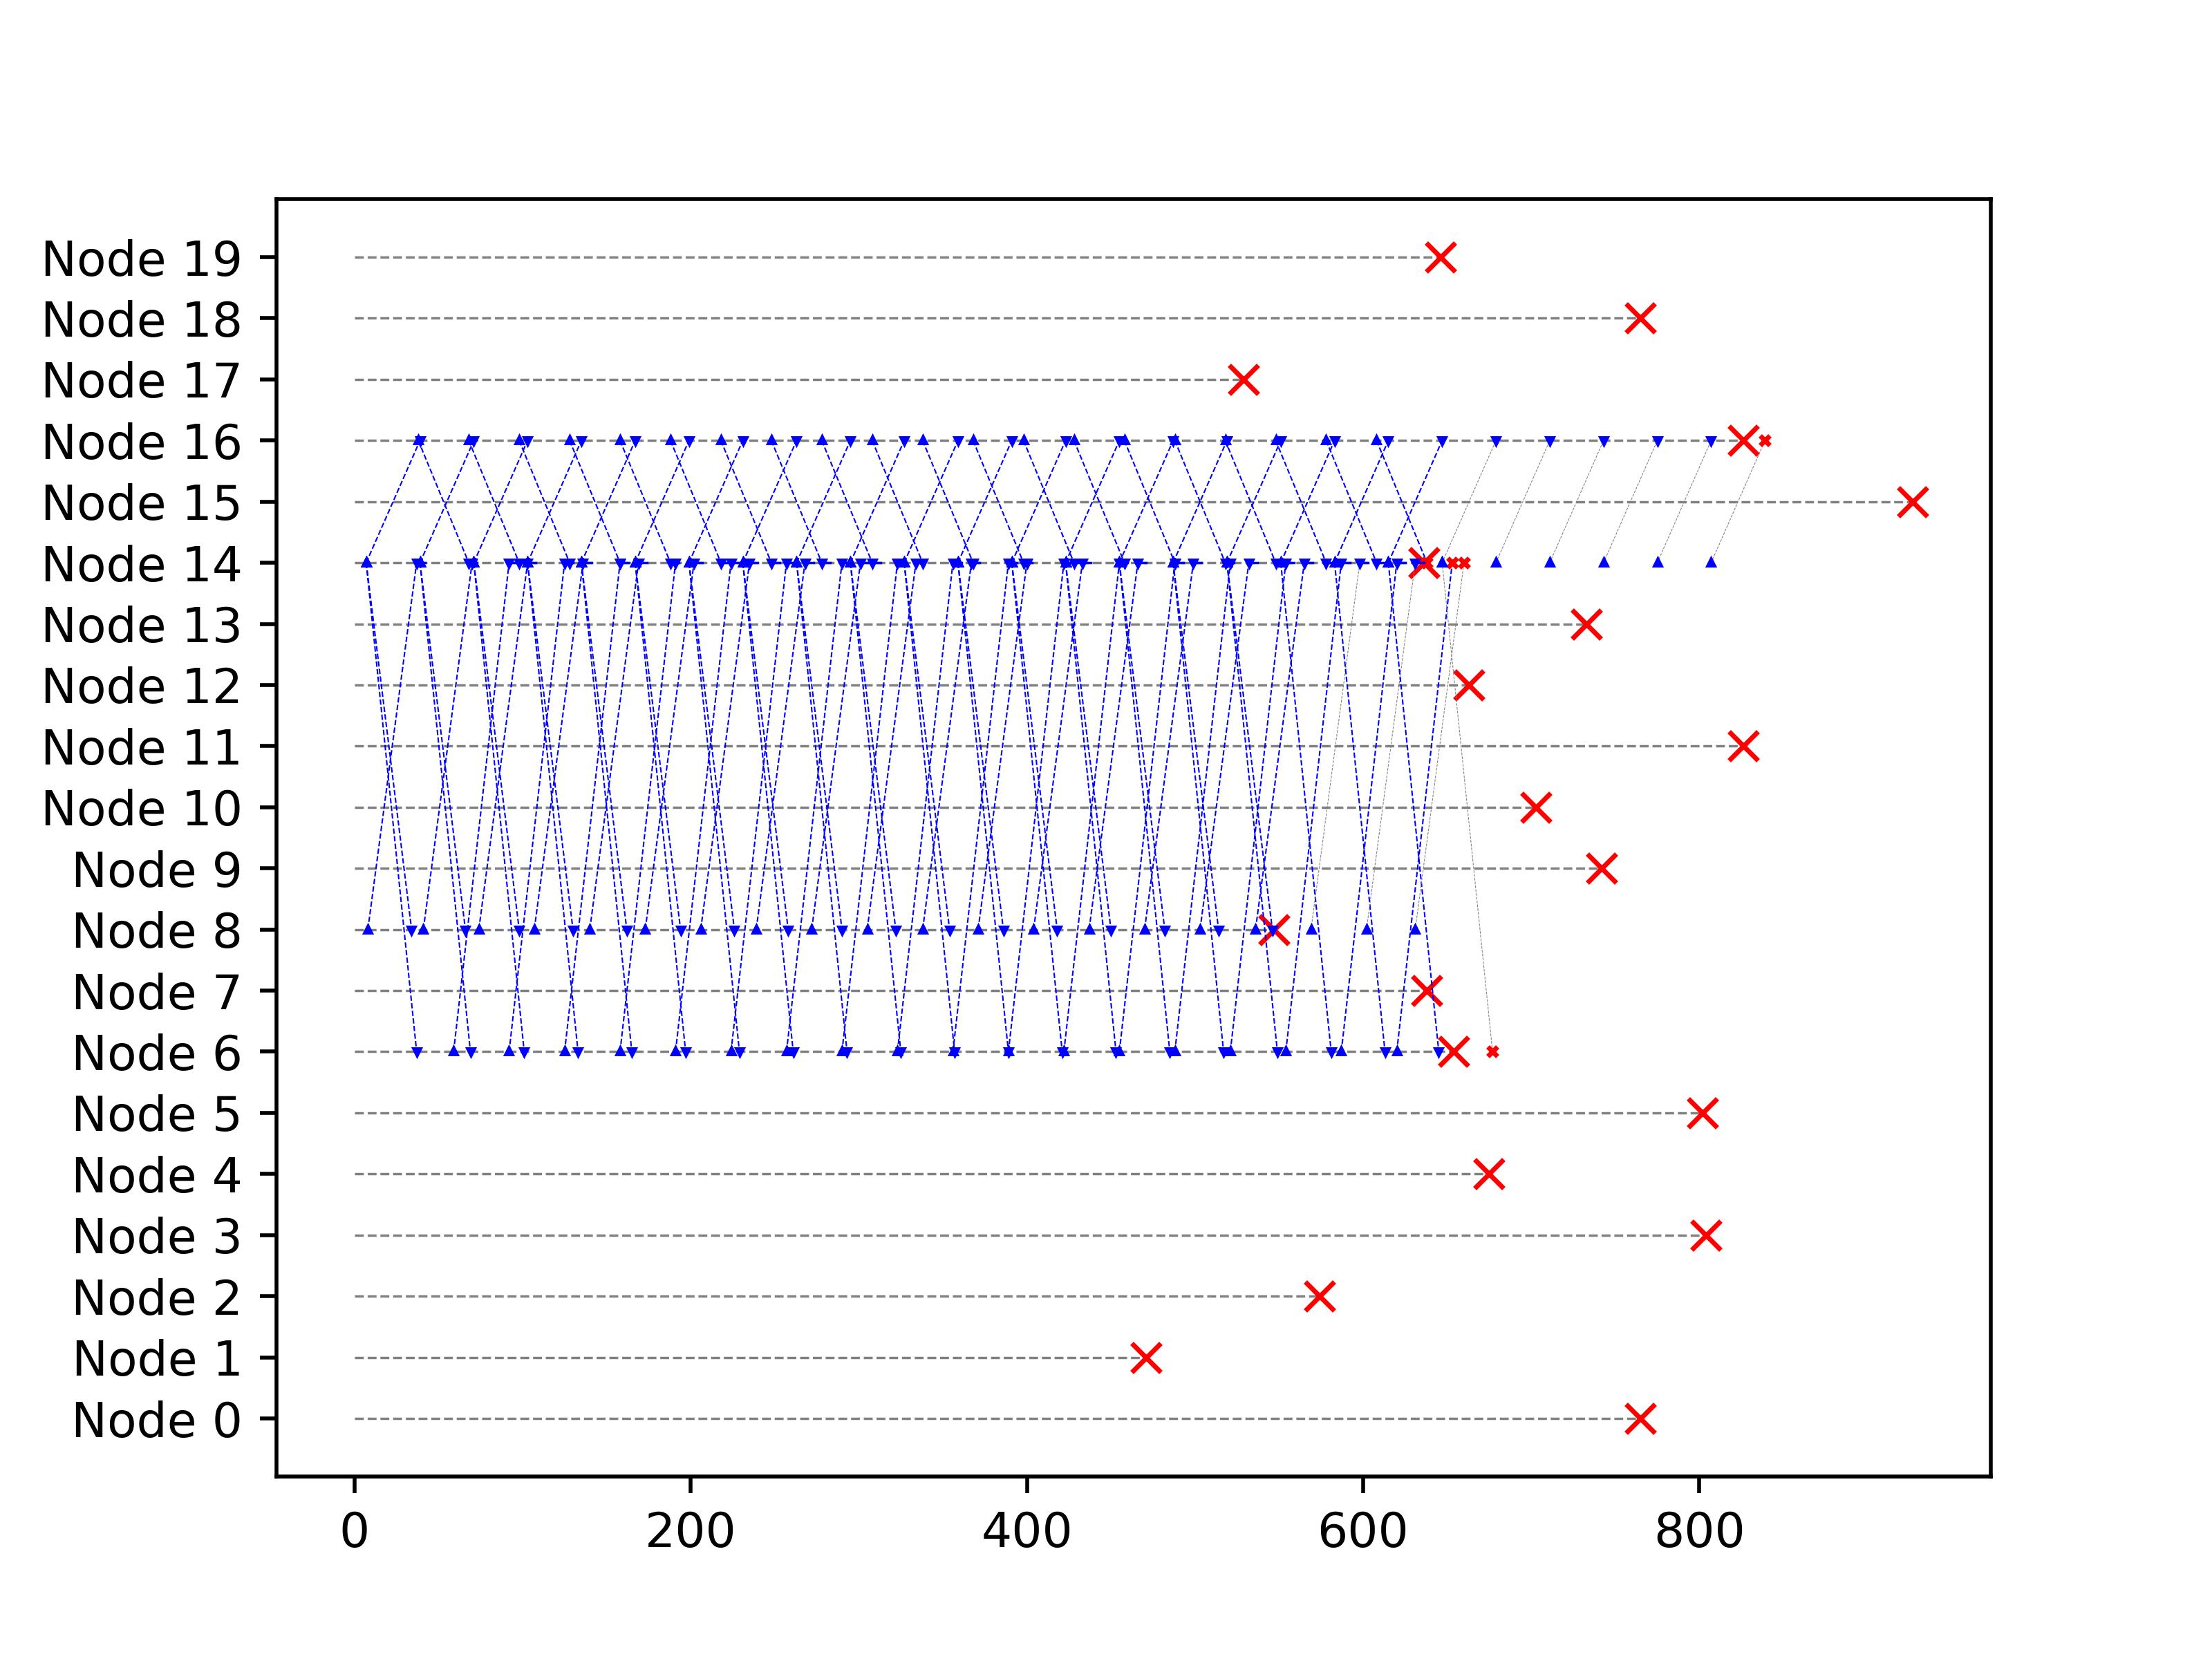 Node 19
Node 18
Node 17
Node 16
Node 15
Node 14
Node 13
Node 12
Node 11
Node 10
Node 9
Node 8
Node 7
Node 6
Node 5
Node 4
Node 3
Node 2
Node 1
Node 0
0 200 400 600 800